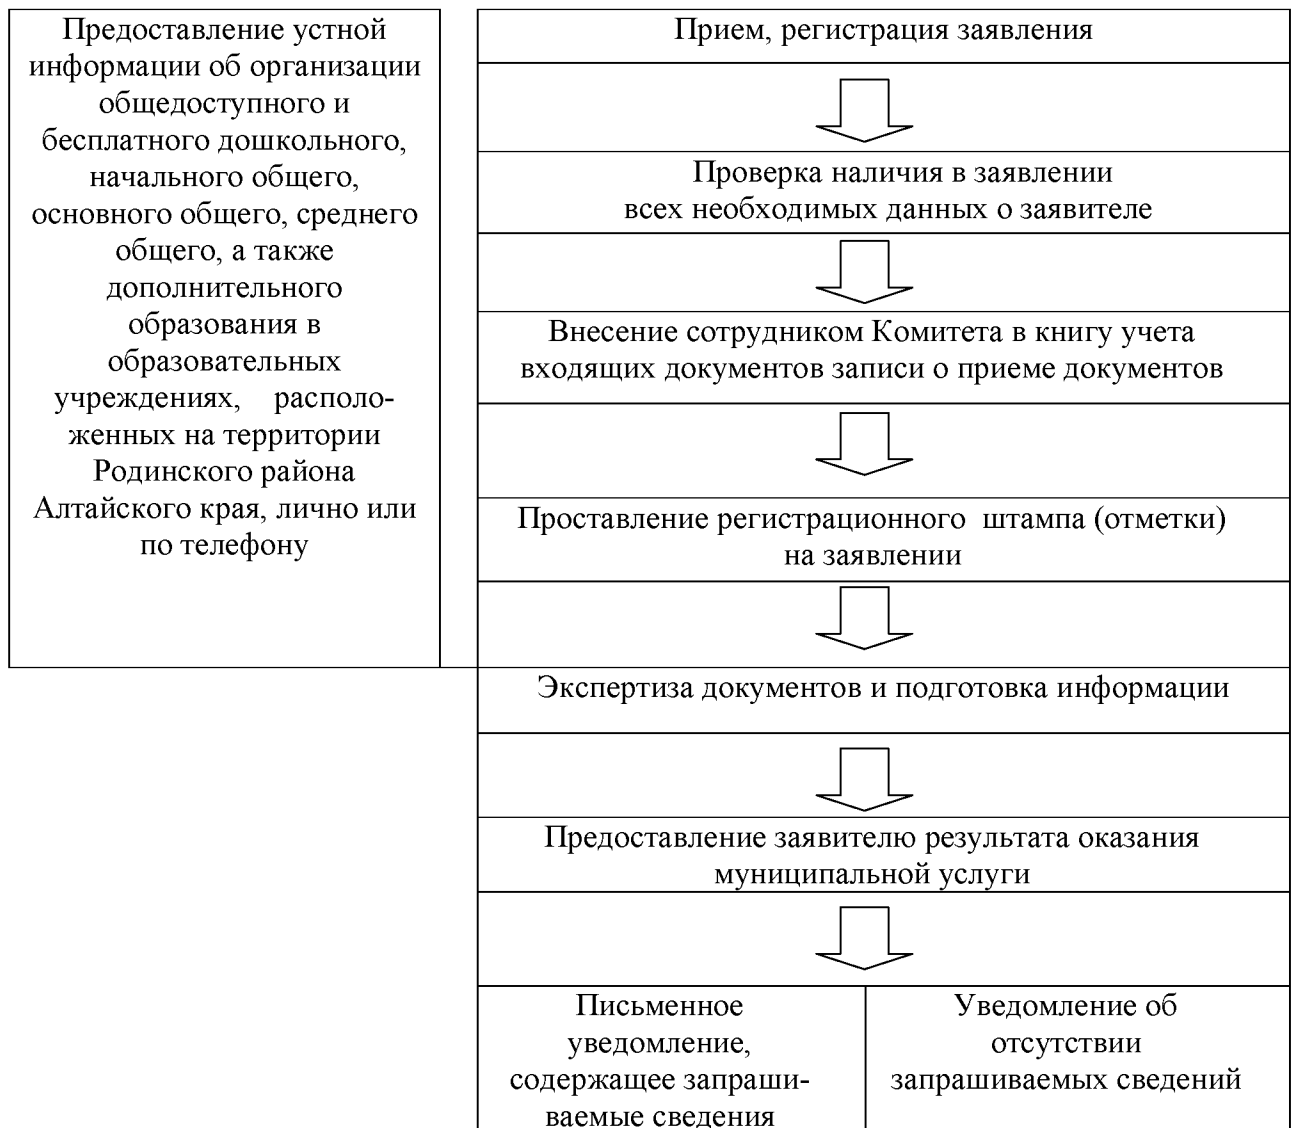 Предоставление устной
информации об организации
общедоступного и
бесплатного дошкольного,
начального общего,
основного общего, среднего
общего, а также
дополнительного
образования в
образовательных
учреждениях, располо-
женных на территории
Родинского района
Алтайского края, лично или
по телефону
Прием, регистрация заявления
Проверка наличия в заявлении
всех необходимых данных о заявителе
Внесение сотрудником Комитета в книгу учета
входящих документов записи о приеме документов
Проставление регистрационного штампа (отметки)
на заявлении
Экспертиза документов и подготовка информации
Предоставление заявителю результата оказания
муниципальной услуги
Письменное
уведомление,
содержащее запраши-
ваемые сведения
Уведомление об
отсутствии
запрашиваемых сведений